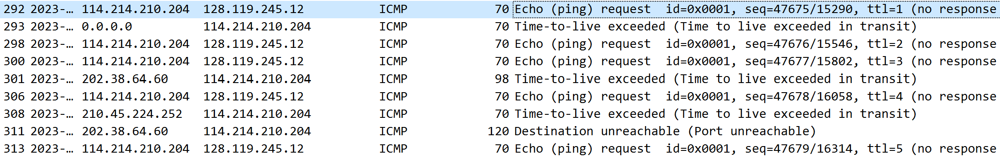 292 2023-… 114.214.210.204 128.119.245.12 ICMP 70 Echo (ping) request id=0x0001, seq=47675/15290, ttl=1 (no response
293 2023-… 0.0.0.0 114.214.210.204 ICMP 70 Time-to-live exceeded (Time to live exceeded in transit)
298 2023-… 114.214.210.204 128.119.245.12 ICMP 70 Echo (ping) request id=0x0001, seq=47676/15546, ttl=2 (no response
300 2023-… 114.214.210.204 128.119.245.12 ICMP 70 Echo (ping) request id=0x0001, seq=47677/15802, ttl=3 (no response
301 2023-… 202.38.64.60 114.214.210.204 ICMP 98 Time-to-live exceeded (Time to live exceeded in transit)
306 2023-… 114.214.210.204 128.119.245.12 ICMP 70 Echo (ping) request id=0x0001, seq=47678/16058, ttl=4 (no response
308 2023-… 210.45.224.252 114.214.210.204 ICMP 70 Time-to-live exceeded (Time to live exceeded in transit)
311 2023-… 202.38.64.60 114.214.210.204 ICMP 120 Destination unreachable (Port unreachable)
313 2023-… 114.214.210.204 128.119.245.12 ICMP 70 Echo (ping) request id=0x0001, seq=47679/16314, ttl=5 (no response